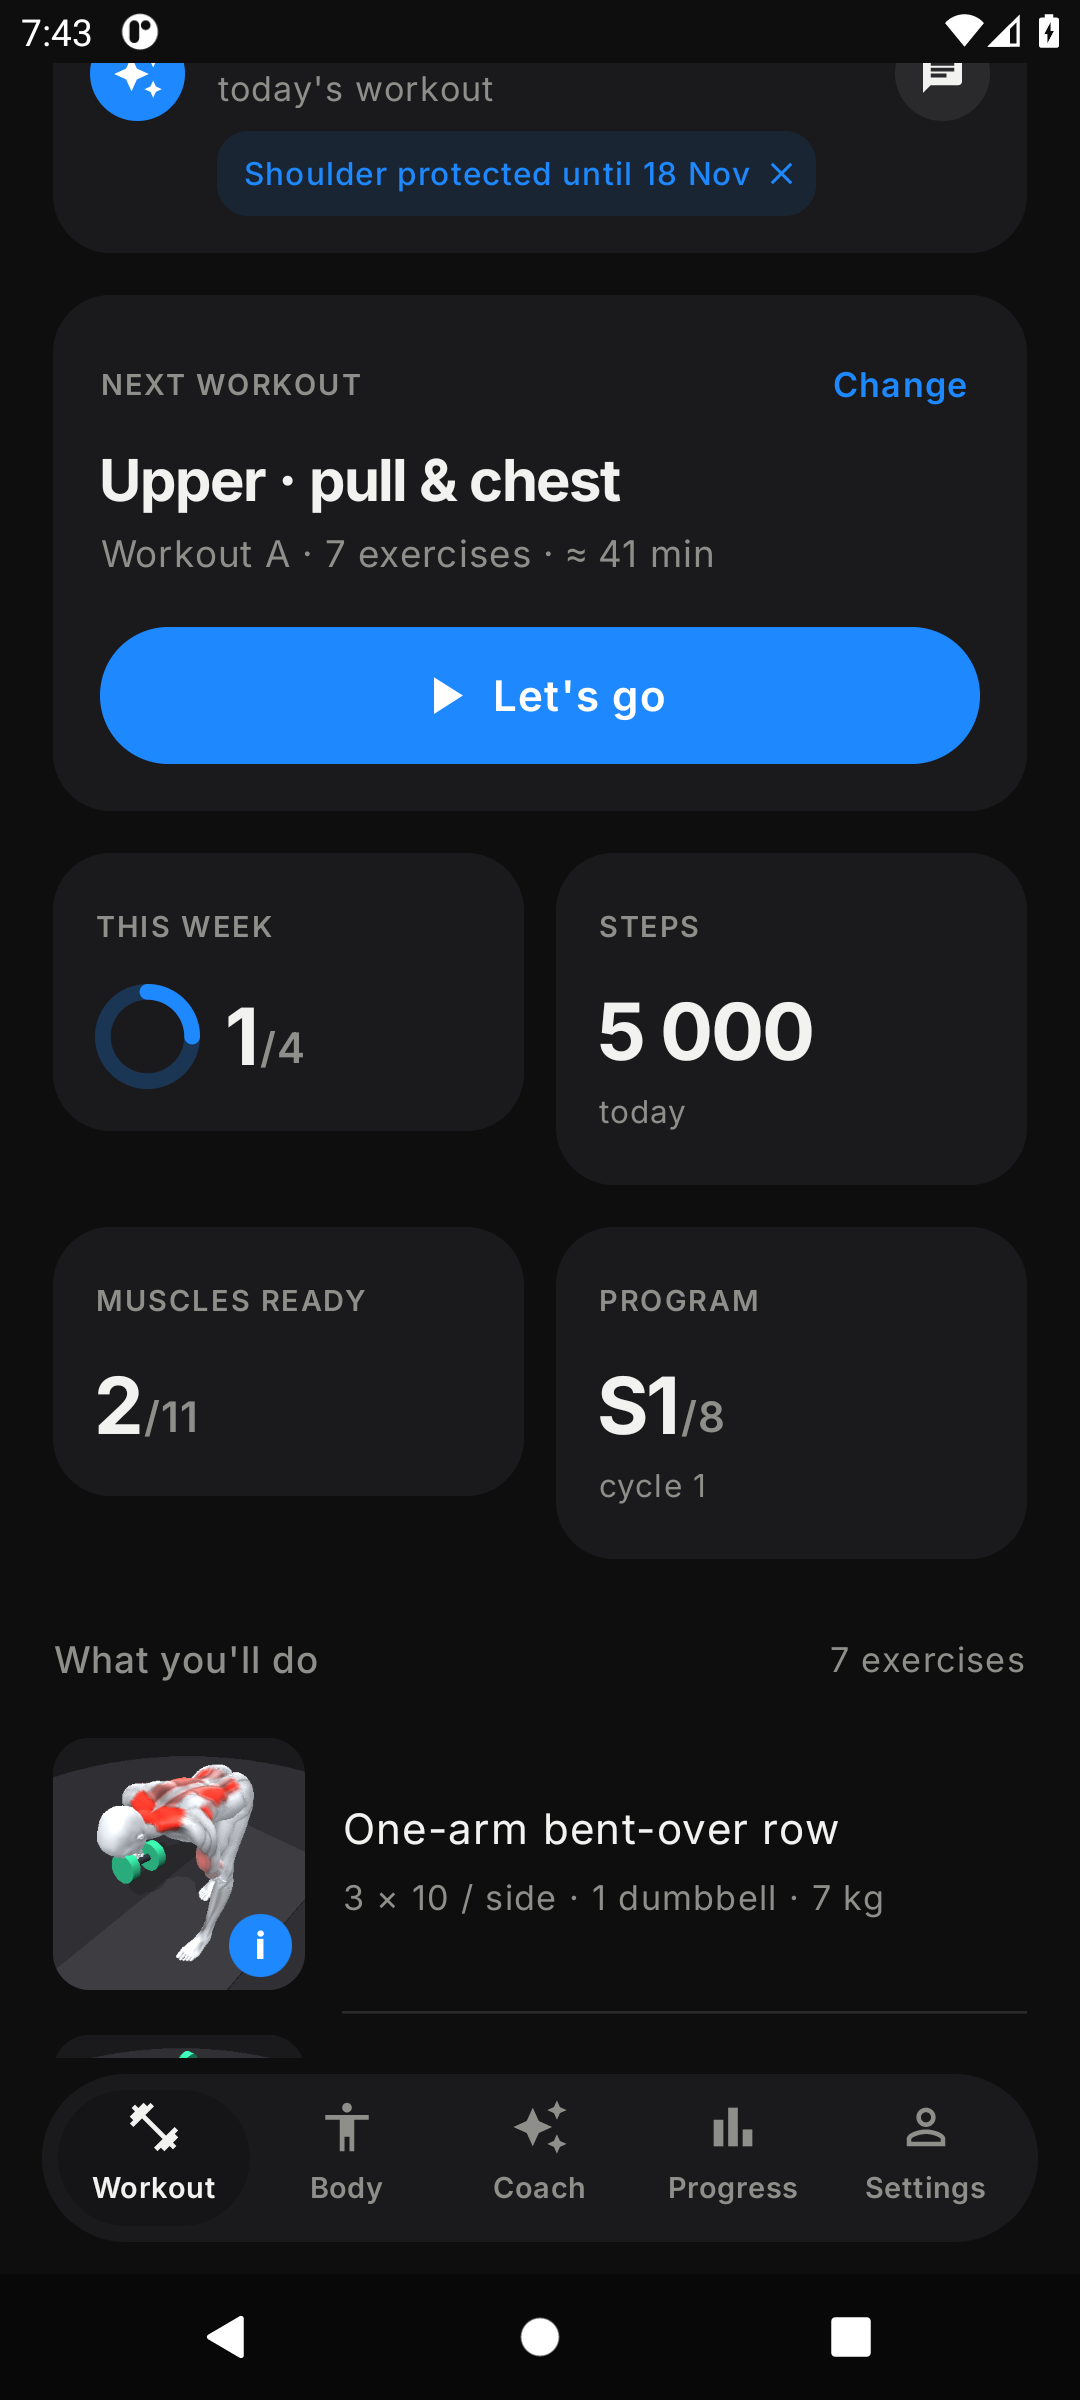 7:43
today's workout
Shoulder protected until 18 Nov
NEXT WORKOUT
Change
Upper · pull & chest
Workout A · 7 exercises · ≈ 41 min
Let's go
THIS WEEK
1/4
STEPS
5 000
today
MUSCLES READY
2/11
PROGRAM
S1/8
cycle 1
What you'll do
7 exercises
One-arm bent-over row
3 × 10 / side · 1 dumbbell · 7 kg
i
Workout
Body
Coach
Progress
Settings